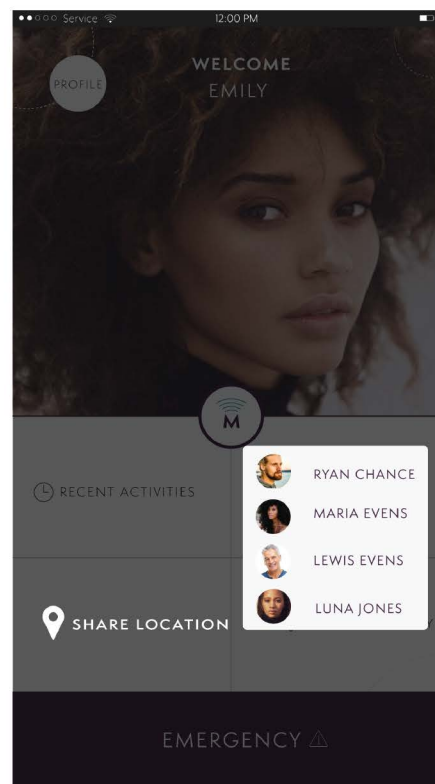 Service
12:00 PM
PROFILE
WELCOME
EMILY
M
RECENT ACTIVITIES
RYAN CHANCE
MARIA EVENS
LEWIS EVENS
LUNA JONES
SHARE LOCATION
EMERGENCY